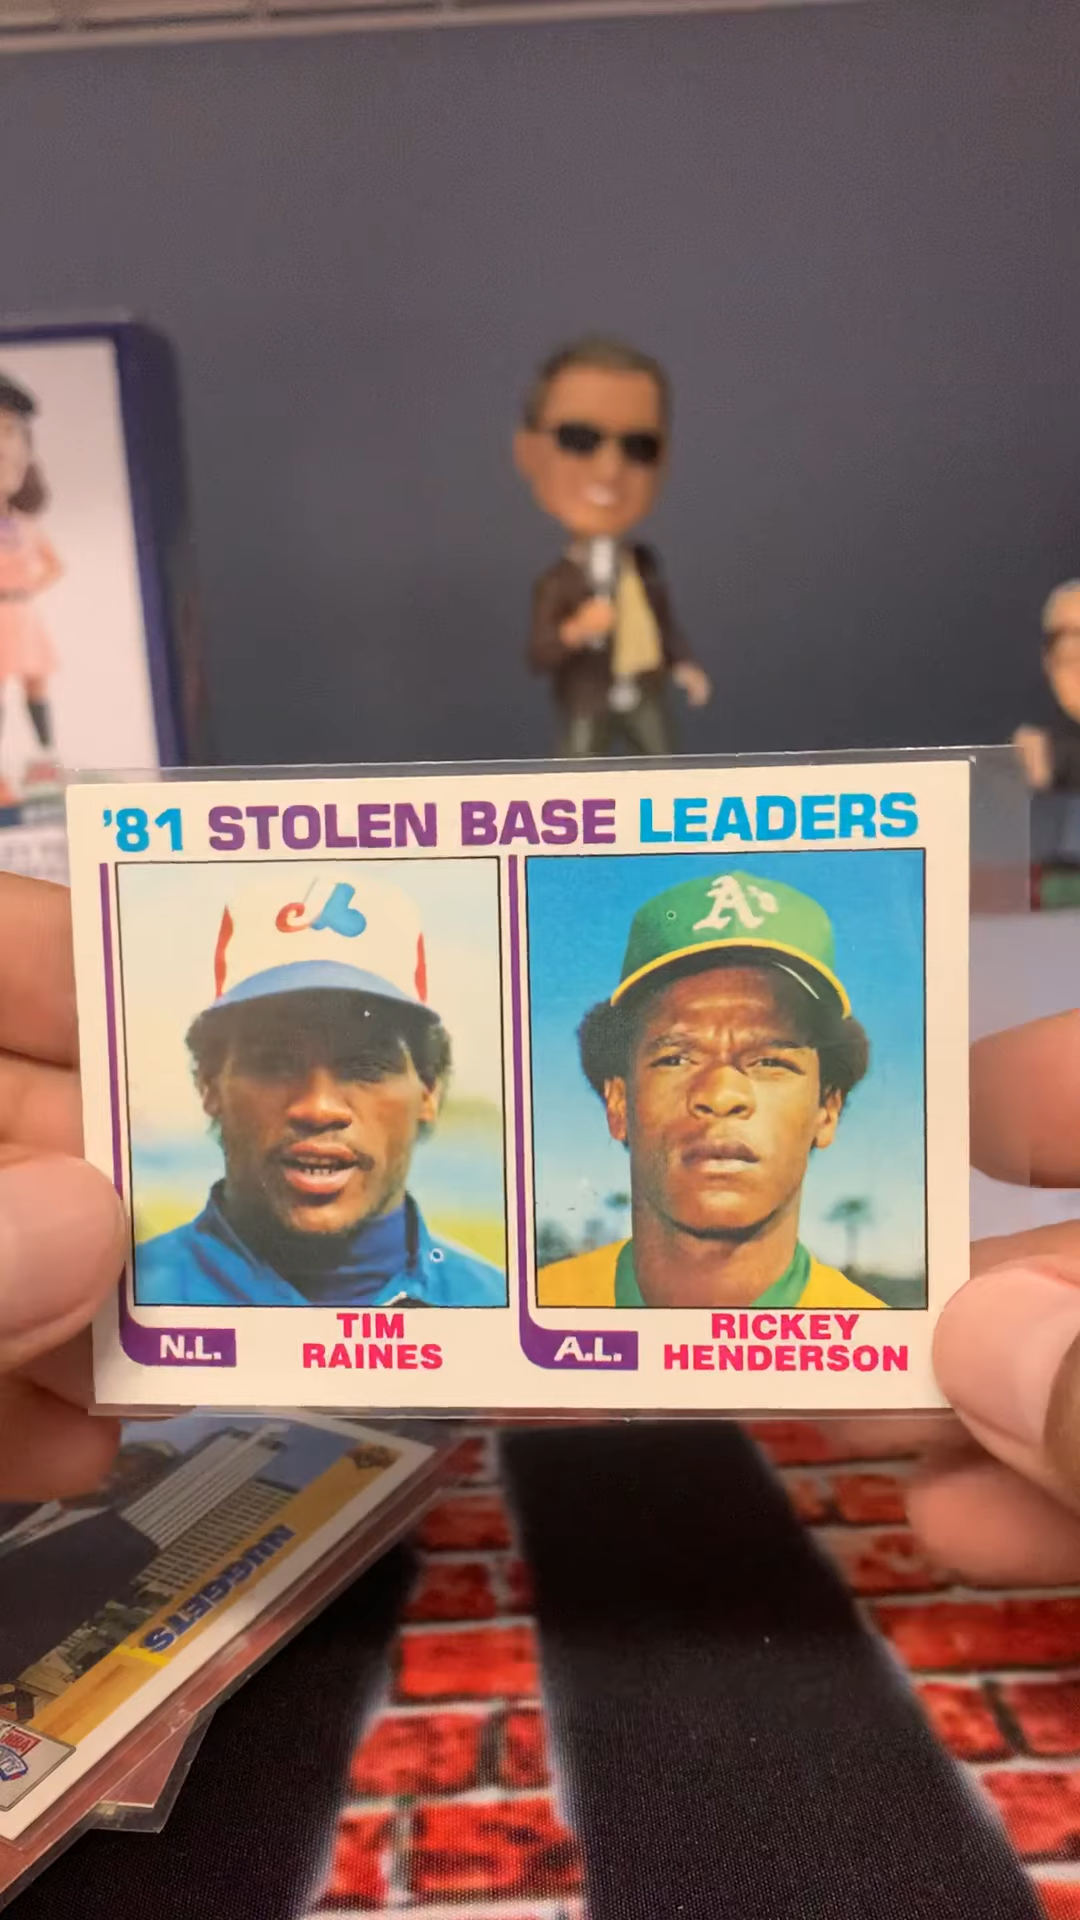 '81 STOLEN BASE LEADERS
A's
N.L.
TIM
RAINES
A.L.
RICKEY
HENDERSON
NUGGETS